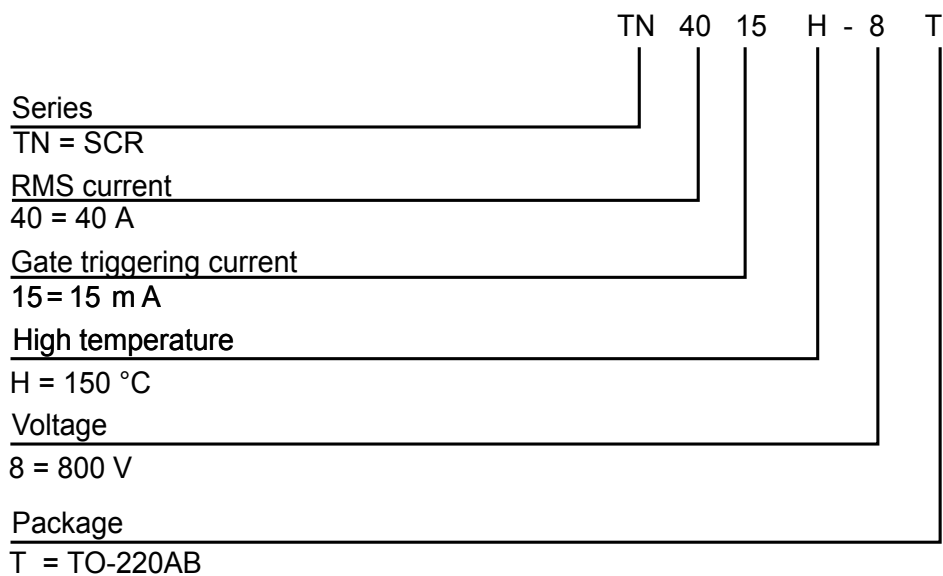 TN 40 15 H - 8 T
Series
TN = SCR
RMS current
40 = 40 A
Gate triggering current
15 = 15 m A
High temperature
H = 150 °C
Voltage
8 = 800 V
Package
T = TO-220AB